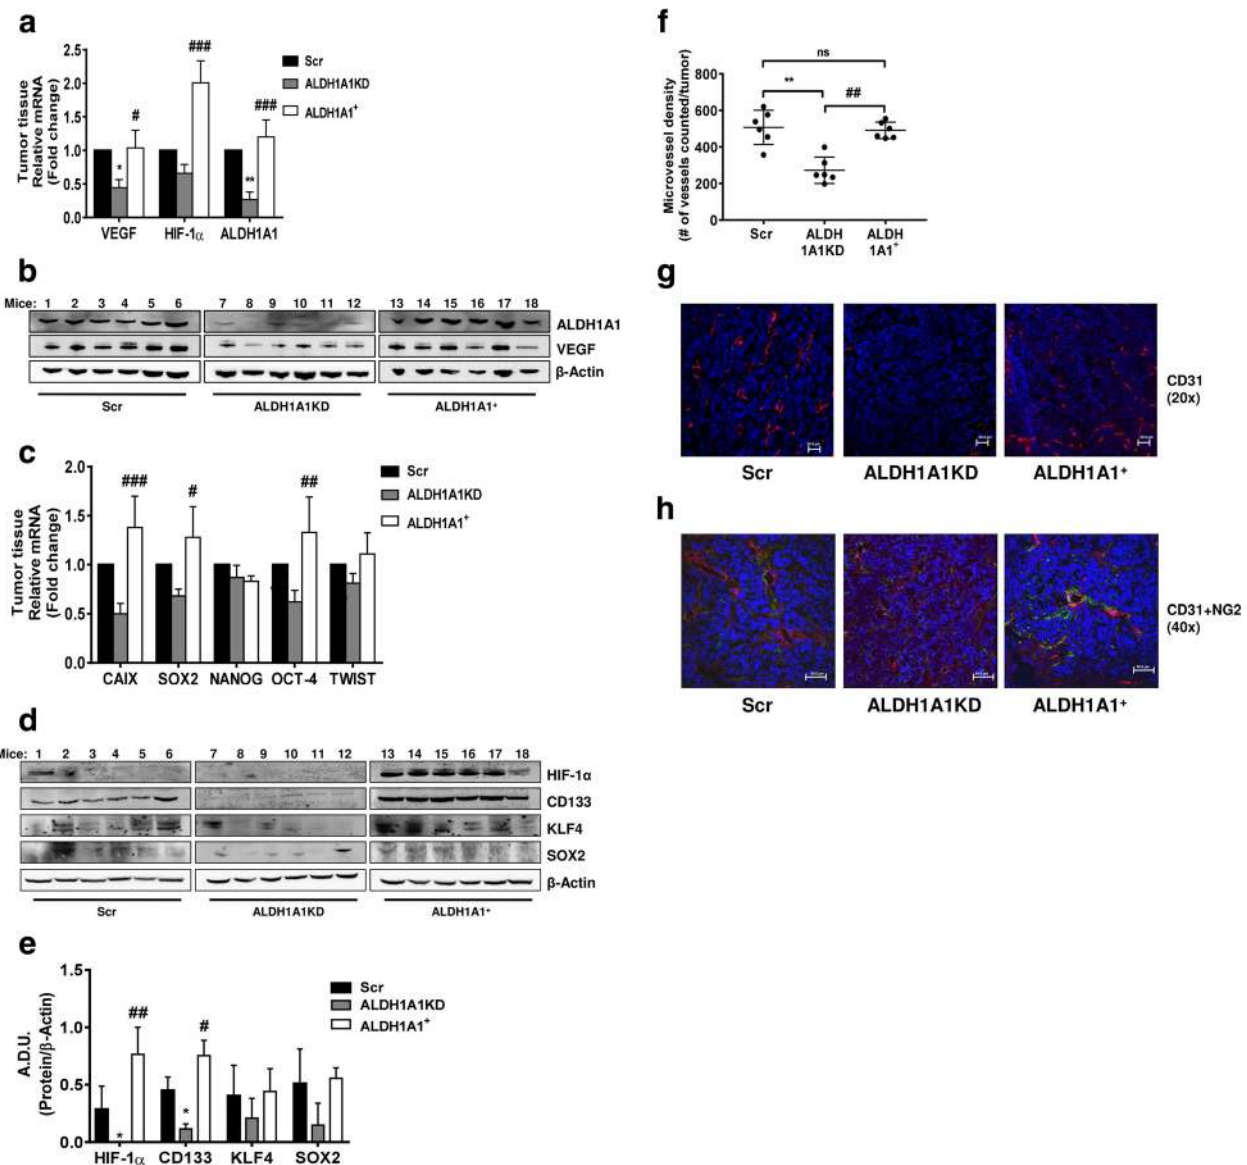 a
2.5
2.0
1.5
1.0
0.5
0.0
Tumor tissue
Relative mRNA
(Fold change)
* # ### ** ###
VEGF HIF-1α ALDH1A1
Scr
ALDH1A1KD
ALDH1A1⁺
b
Mice: 1 2 3 4 5 6 7 8 9 10 11 12 13 14 15 16 17 18
ALDH1A1
VEGF
β-Actin
Scr ALDH1A1KD ALDH1A1⁺
c
2.0
1.5
1.0
0.5
0.0
Tumor tissue
Relative mRNA
(Fold change)
### # ##
CAIX SOX2 NANOG OCT-4 TWIST
Scr
ALDH1A1KD
ALDH1A1⁺
d
Mice: 1 2 3 4 5 6 7 8 9 10 11 12 13 14 15 16 17 18
HIF-1α
CD133
KLF4
SOX2
β-Actin
Scr ALDH1A1KD ALDH1A1⁺
e
1.5
1.0
0.5
0.0
A.D.U.
(Protein/β-Actin)
* ## * #
HIF-1α CD133 KLF4 SOX2
Scr
ALDH1A1KD
ALDH1A1⁺
f
ns
** ##
800
600
400
200
0
Microvessel density
(# of vessels counted/tumor)
Scr ALDH ALDH
1A1KD 1A1⁺
g
CD31
(20x)
Scr ALDH1A1KD ALDH1A1⁺
h
CD31+NG2
(40x)
Scr ALDH1A1KD ALDH1A1⁺